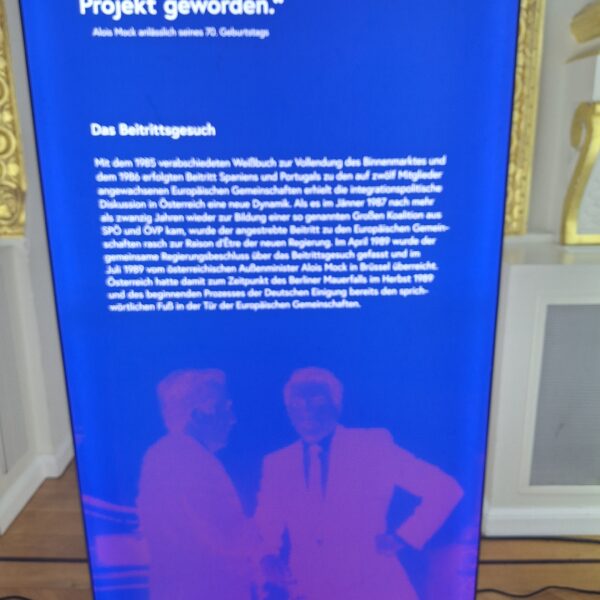 Projekt geworden."
Alois Mock anlässlich seines 70. Geburtstags
Das Beitrittsgesuch
Mit dem 1985 verabschiedeten Weißbuch zur Vollendung des Binnenmarktes und
dem 1986 erfolgten Beitritt Spaniens und Portugals zu den auf zwölf Mitglieder
angewachsenen Europäischen Gemeinschaften erhielt die integrationspolitische
Diskussion in Österreich eine neue Dynamik. Als es im Jänner 1987 nach mehr
als zwanzig Jahren wieder zur Bildung einer so genannten Großen Koalition aus
SPÖ und ÖVP kam, wurde der angestrebte Beitritt zu den Europäischen Gemein-
schaften rasch zur Raison d'Être der neuen Regierung. Im April 1989 wurde der
gemeinsame Regierungsbeschluss über das Beitrittsgesuch gefasst und im
Juli 1989 vom österreichischen Außenminister Alois Mock in Brüssel überreicht.
Österreich hatte damit zum Zeitpunkt des Berliner Mauerfalls im Herbst 1989
und des beginnenden Prozesses der Deutschen Einigung bereits den sprich-
wörtlichen Fuß in der Tür der Europäischen Gemeinschaften.